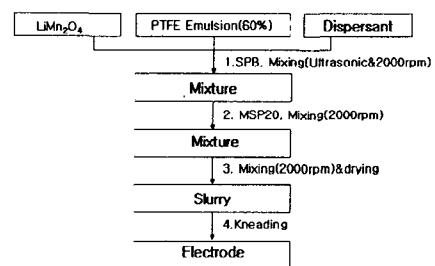 LiMn₂O₄ PTFE Emulsion(60%) Dispersant
1.SPB, Mixing(Ultrasonic&2000rpm)
Mixture
2. MSP20, Mixing(2000rpm)
Mixture
3. Mixing(2000rpm)&drying
Slurry
4.Kneading
Electrode